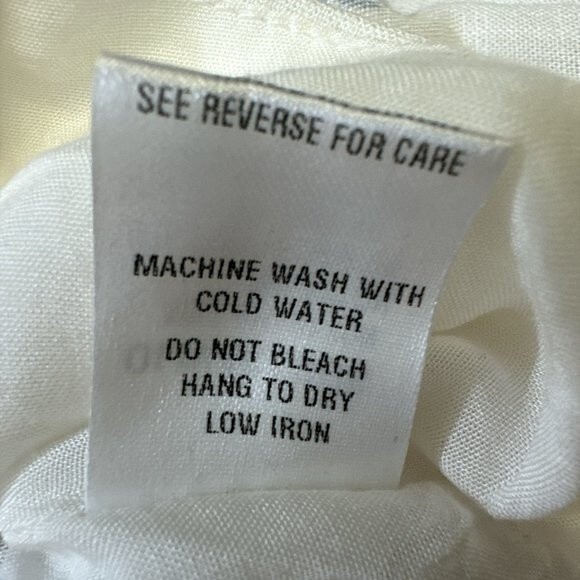 SEE REVERSE FOR CARE
MACHINE WASH WITH
COLD WATER
DO NOT BLEACH
HANG TO DRY
LOW IRON